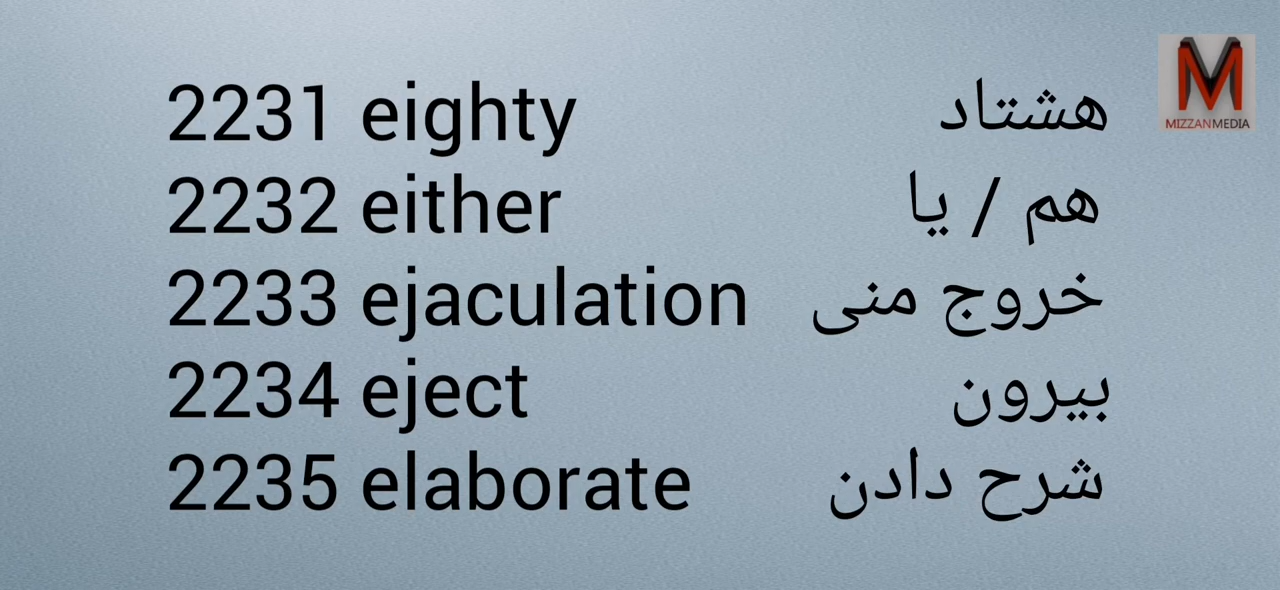 2231 eighty هشتاد
2232 either هم / یا
2233 ejaculation خروج منی
2234 eject بیرون
2235 elaborate شرح دادن
MIZZANMEDIA